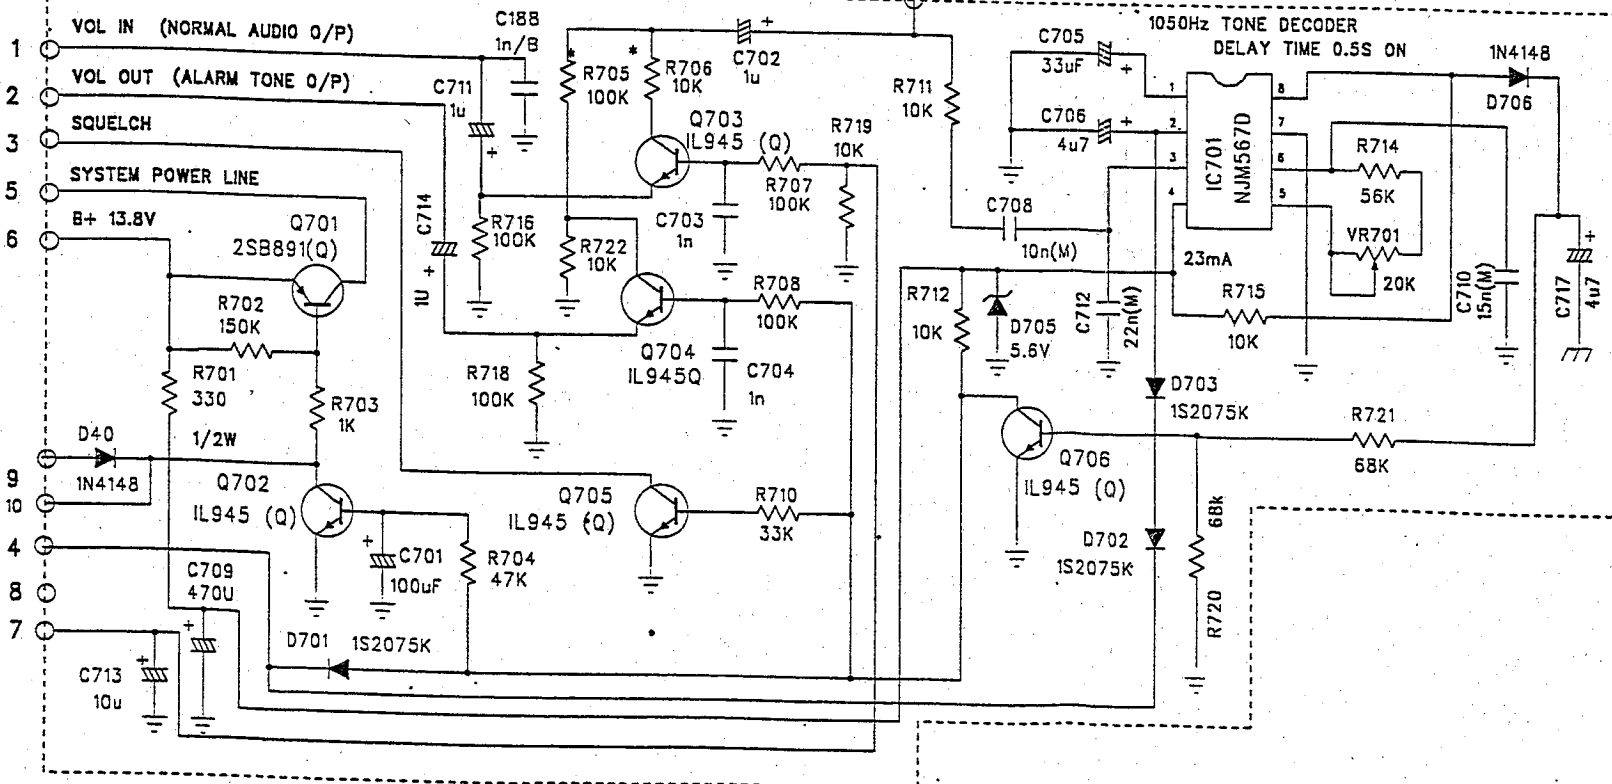 1 VOL IN (NORMAL AUDIO O/P)
2 VOL OUT (ALARM TONE O/P)
3 SQUELCH
5 SYSTEM POWER LINE
6 B+ 13.8V
9
10
4
8
7
C188
1n/B
C711
1u
+
C714
1U +
*
R705
100K
*
R706
10K
+
C702
1u
Q703
IL945 (Q)
R719
10K
R707
100K
C703
1n
R716
100K
R722
10K
R708
100K
Q704
IL945Q
C704
1n
R718
100K
Q701
2SB891(Q)
R702
150K
R701
330
R703
1K
1/2W
D40
1N4148
Q702
IL945 (Q)
+
C701
100uF
R704
47K
Q705
IL945 (Q)
R710
33K
C709
470U
+
C713
10u
+
D701 1S2075K
1050Hz TONE DECODER
DELAY TIME 0.5S ON
C705
33uF
+
C706
4u7
+
R711
10K
C708
10n(M)
1
2
3
4
8
7
6
5
IC701
NJM567D
1N4148
D706
R714
56K
VR701
20K
C710
15n(M)
C717
4u7
+
23mA
R715
10K
R712
10K
D705
5.6V
C712
22n(M)
D703
1S2075K
Q706
IL945 (Q)
R721
68K
D702
1S2075K
68k
R720